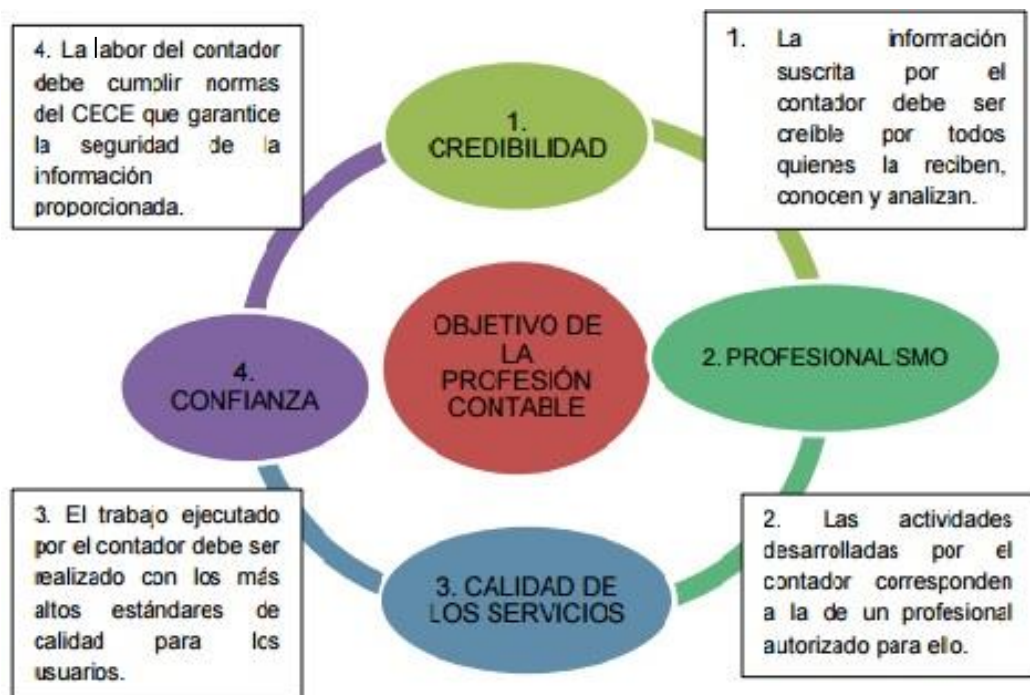 4. La labor del contador
debe cumplir normas
del CECE que garantice
la seguridad de la
información
proporcionada.
1.
CREDIBILIDAD
1. La información
suscrita por el
contador debe ser
creíble por todos
quienes la reciben,
conocen y analizan.
OBJETIVO DE
LA
PROFESIÓN
CONTABLE
2. PROFESIONALISMO
4.
CONFIANZA
3. El trabajo ejecutado
por el contador debe ser
realizado con los más
altos estándares de
calidad para los
usuarios.
3. CALIDAD DE
LOS SERVICIOS
2. Las actividades
desarrolladas por el
contador corresponden
a la de un profesional
autorizado para ello.